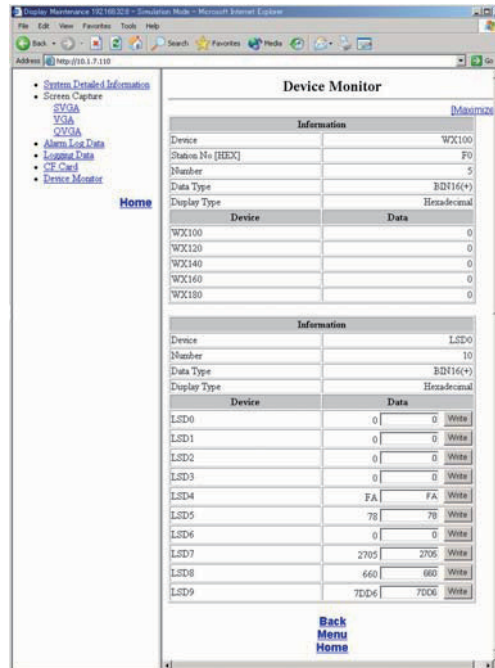 Display Maintenance 192.168.32.8 - Simulation Mode - Microsoft Internet Explorer
File Edit View Favorites Tools Help
Back Search Favorites Media
Address http://10.1.7.110 Go
System Detailed Information
Screen Capture
SVGA
VGA
QVGA
Alarm Log Data
Logging Data
CF Card
Device Monitor
Home
Device Monitor
[Maximize
Information
Device WX100
Station No [HEX] F0
Number 5
Data Type BIN16(+)
Display Type Hexadecimal
Device Data
WX100 0
WX120 0
WX140 0
WX160 0
WX180 0
Information
Device LSD0
Number 10
Data Type BIN16(+)
Display Type Hexadecimal
Device Data
LSD0 0 0 Write
LSD1 0 0 Write
LSD2 0 0 Write
LSD3 0 0 Write
LSD4 FA FA Write
LSD5 78 78 Write
LSD6 0 0 Write
LSD7 2705 2705 Write
LSD8 660 660 Write
LSD9 7DD6 7DD6 Write
Back
Menu
Home